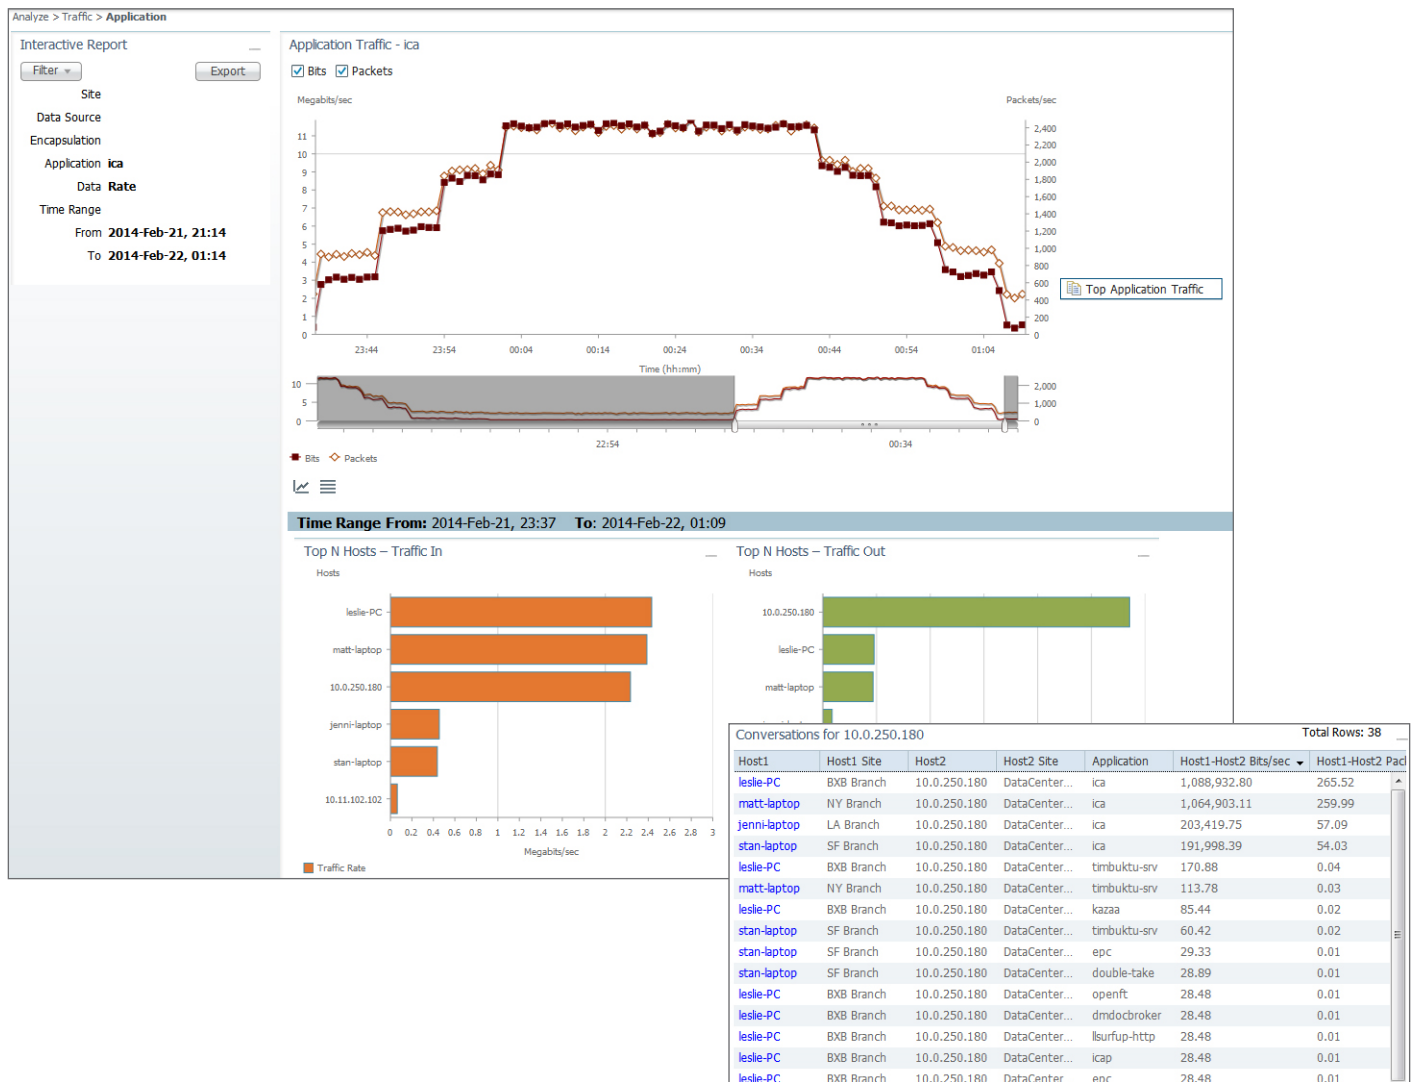 Analyze > Traffic > Application
Interactive Report
Filter
Export
Site
Data Source
Encapsulation
Application ica
Data Rate
Time Range
From 2014-Feb-21, 21:14
To 2014-Feb-22, 01:14
Application Traffic - ica
Bits Packets
Megabits/sec Packets/sec
11
10
9
8
7
6
5
4
3
2
1
0
2,400
2,200
2,000
1,800
1,600
1,400
1,200
1,000
800
600
400
200
0
Top Application Traffic
23:44 23:54 00:04 00:14 00:24 00:34 00:44 00:54 01:04
Time (hh:mm)
10
5
0
2,000
1,000
0
22:54 00:34
Bits Packets
Time Range From: 2014-Feb-21, 23:37 To: 2014-Feb-22, 01:09
Top N Hosts – Traffic In
Hosts
leslie-PC
matt-laptop
10.0.250.180
jenni-laptop
stan-laptop
10.11.102.102
0 0.2 0.4 0.6 0.8 1 1.2 1.4 1.6 1.8 2 2.2 2.4 2.6 2.8 3
Megabits/sec
Traffic Rate
Top N Hosts – Traffic Out
Hosts
10.0.250.180
leslie-PC
matt-laptop
Conversations for 10.0.250.180 Total Rows: 38
Host1 Host1 Site Host2 Host2 Site Application Host1-Host2 Bits/sec Host1-Host2 Pacl
leslie-PC BXB Branch 10.0.250.180 DataCenter... ica 1,088,932.80 265.52
matt-laptop NY Branch 10.0.250.180 DataCenter... ica 1,064,903.11 259.99
jenni-laptop LA Branch 10.0.250.180 DataCenter... ica 203,419.75 57.09
stan-laptop SF Branch 10.0.250.180 DataCenter... ica 191,998.39 54.03
leslie-PC BXB Branch 10.0.250.180 DataCenter... timbuktu-srv 170.88 0.04
matt-laptop NY Branch 10.0.250.180 DataCenter... timbuktu-srv 113.78 0.03
leslie-PC BXB Branch 10.0.250.180 DataCenter... kazaa 85.44 0.02
stan-laptop SF Branch 10.0.250.180 DataCenter... timbuktu-srv 60.42 0.02
stan-laptop SF Branch 10.0.250.180 DataCenter... epc 29.33 0.01
stan-laptop SF Branch 10.0.250.180 DataCenter... double-take 28.89 0.01
leslie-PC BXB Branch 10.0.250.180 DataCenter... openft 28.48 0.01
leslie-PC BXB Branch 10.0.250.180 DataCenter... dmdocbroker 28.48 0.01
leslie-PC BXB Branch 10.0.250.180 DataCenter... llsurfup-http 28.48 0.01
leslie-PC BXB Branch 10.0.250.180 DataCenter... icap 28.48 0.01
leslie-PC BXB Branch 10.0.250.180 DataCenter epc 28.48 0.01